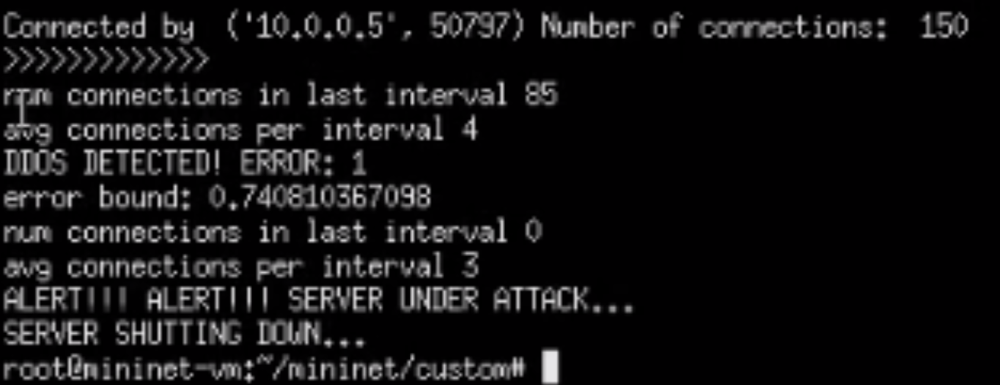 Connected by  ('10.0.0.5', 50797) Number of connections:  150
>>>>>>>>>>>>>
num connections in last interval 85
avg connections per interval 4
DDOS DETECTED! ERROR: 1
error bound: 0.740810367098
num connections in last interval 0
avg connections per interval 3
ALERT!!! ALERT!!! SERVER UNDER ATTACK...
SERVER SHUTTING DOWN...
root@mininet-vm:~/mininet/custom#